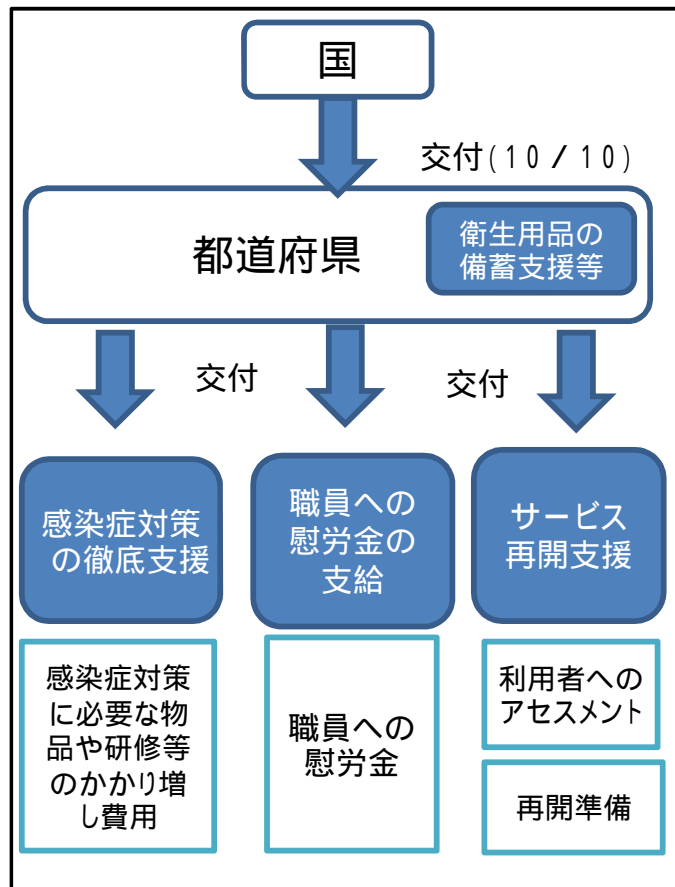 国
交付(10/10)
都道府県
衛生用品の
備蓄支援等
交付
交付
感染症対策
の徹底支援
職員への
慰労金の
支給
サービス
再開支援
感染症対策
に必要な物
品や研修等
のかかり増
し費用
職員への
慰労金
利用者への
アセスメント
再開準備